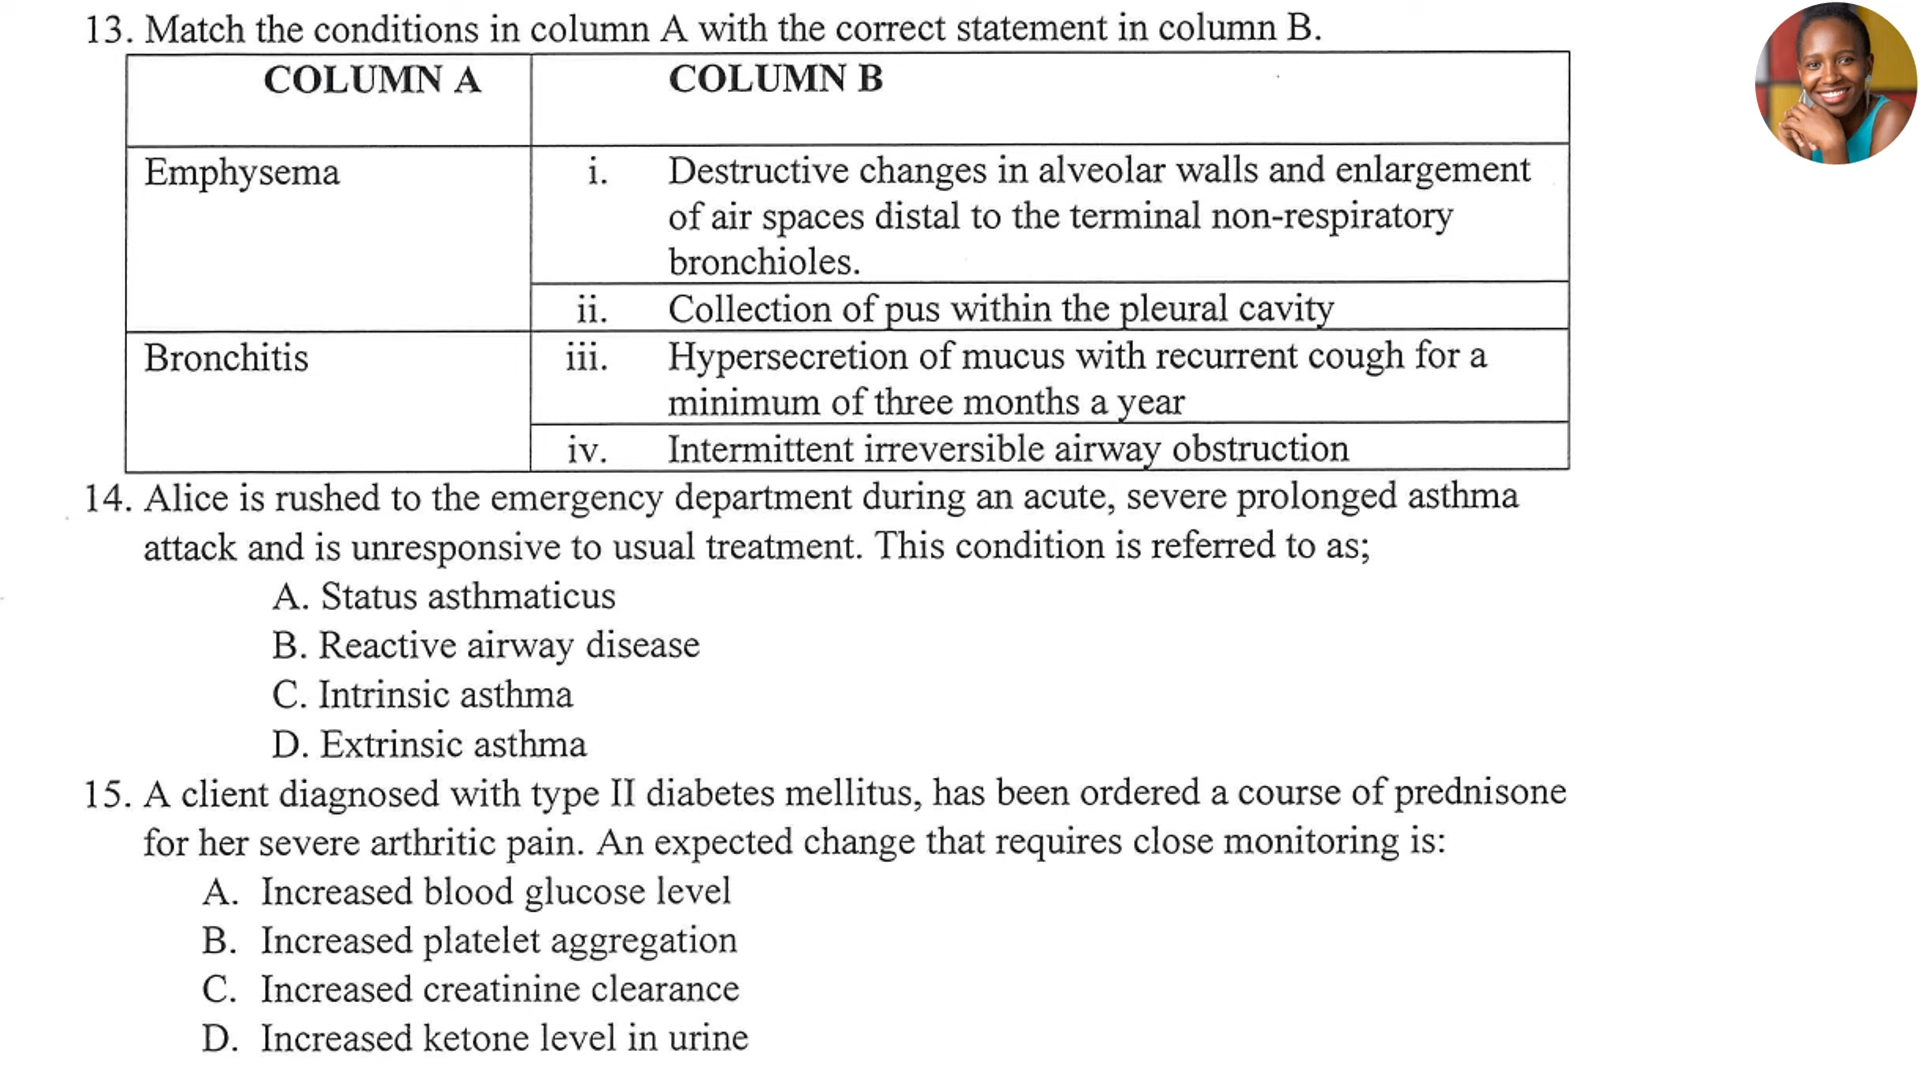 13. Match the conditions in column A with the correct statement in column B.
COLUMN A
COLUMN B
Emphysema
i. Destructive changes in alveolar walls and enlargement
of air spaces distal to the terminal non-respiratory
bronchioles.
ii. Collection of pus within the pleural cavity
Bronchitis
iii. Hypersecretion of mucus with recurrent cough for a
minimum of three months a year
iv. Intermittent irreversible airway obstruction
14. Alice is rushed to the emergency department during an acute, severe prolonged asthma
attack and is unresponsive to usual treatment. This condition is referred to as;
A. Status asthmaticus
B. Reactive airway disease
C. Intrinsic asthma
D. Extrinsic asthma
15. A client diagnosed with type II diabetes mellitus, has been ordered a course of prednisone
for her severe arthritic pain. An expected change that requires close monitoring is:
A. Increased blood glucose level
B. Increased platelet aggregation
C. Increased creatinine clearance
D. Increased ketone level in urine